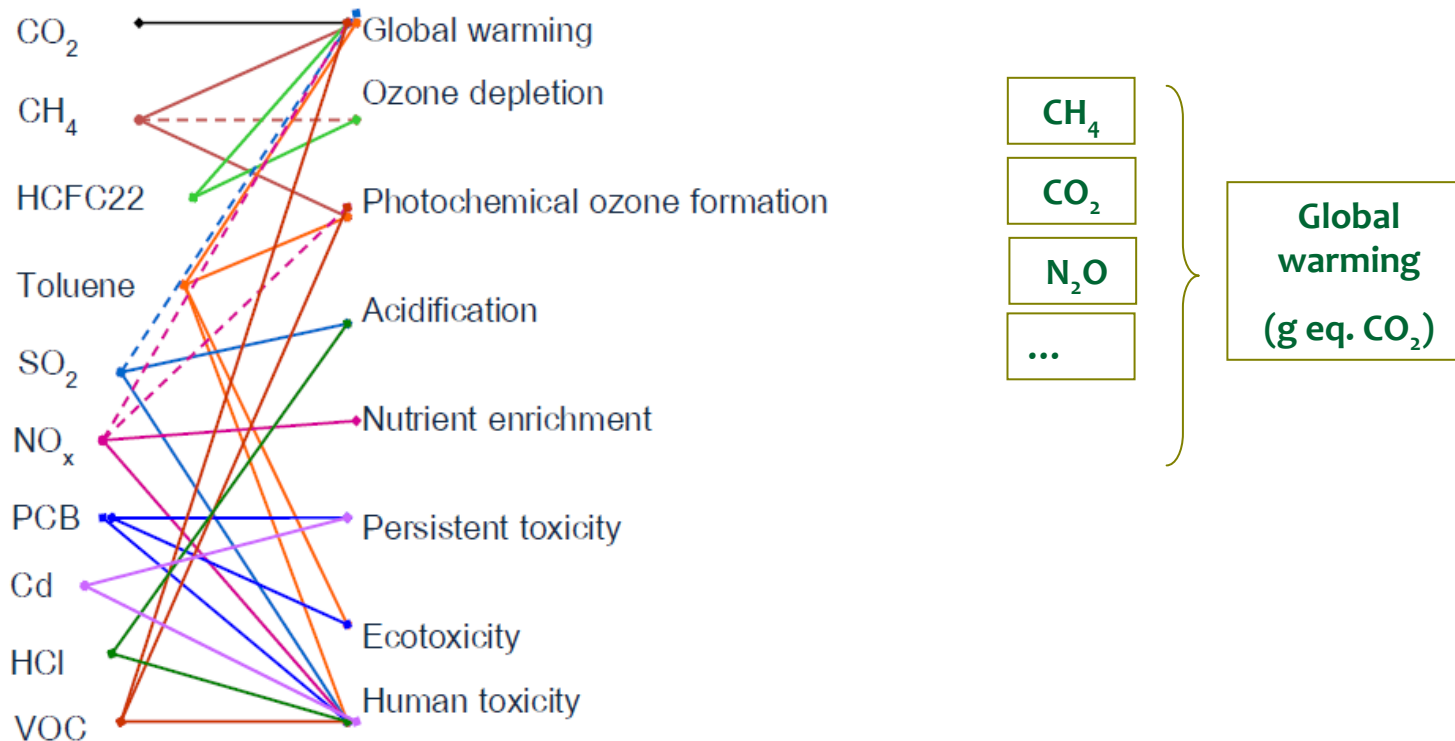 CO₂
CH₄
HCFC22
Toluene
SO₂
NOₓ
PCB
Cd
HCl
VOC
Global warming
Ozone depletion
Photochemical ozone formation
Acidification
Nutrient enrichment
Persistent toxicity
Ecotoxicity
Human toxicity
CH₄
CO₂
N₂O
...
Global
warming
(g eq. CO₂)